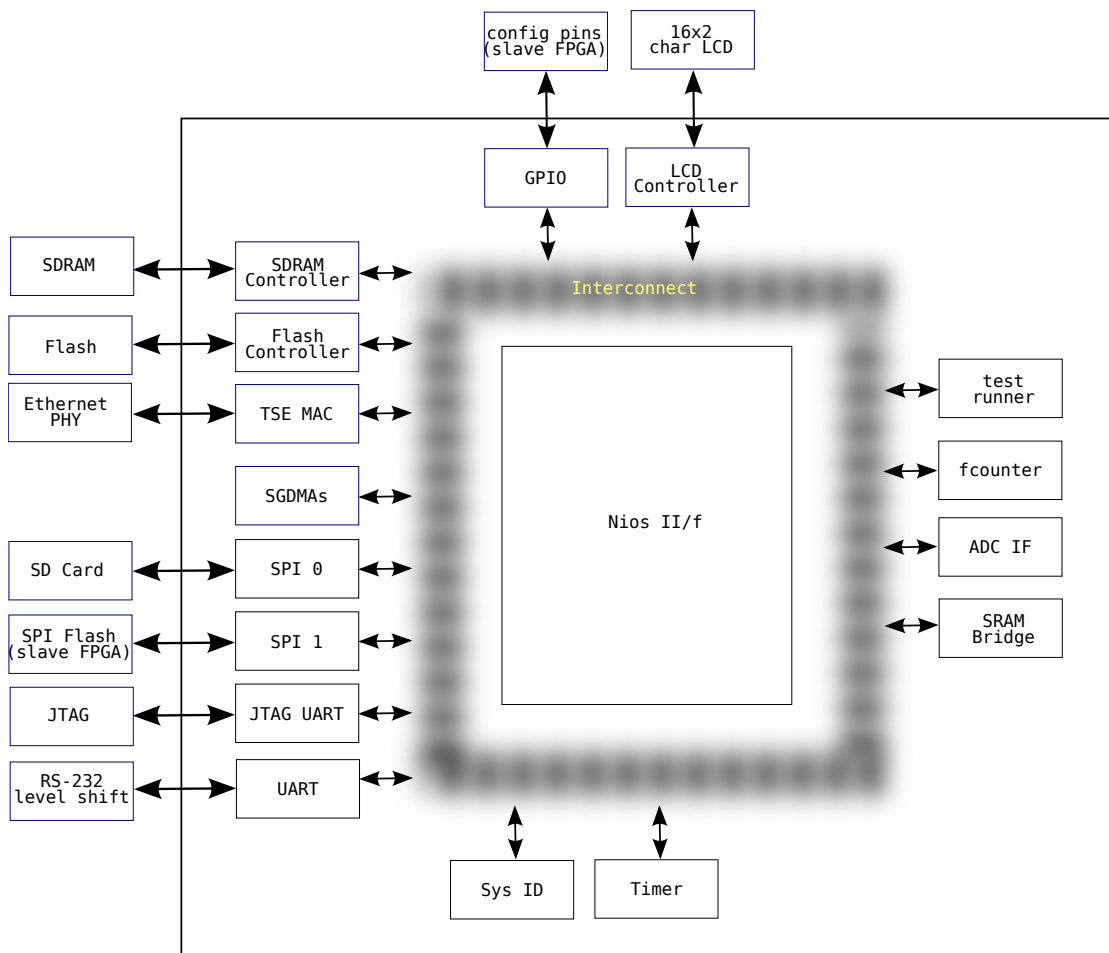 config pins
(slave FPGA)
16x2
char LCD
GPIO
LCD
Controller
SDRAM
SDRAM
Controller
Interconnect
Flash
Flash
Controller
Ethernet
PHY
TSE MAC
test
runner
fcounter
SGDMAs
Nios II/f
ADC IF
SD Card
SPI 0
SRAM
Bridge
SPI Flash
(slave FPGA)
SPI 1
JTAG
JTAG UART
RS-232
level shift
UART
Sys ID
Timer